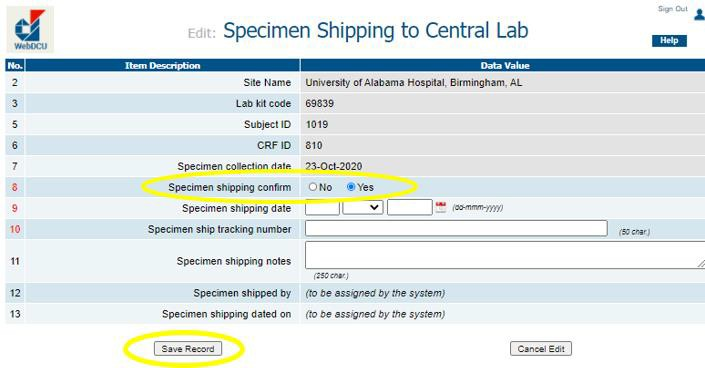 Sign Out
WebDCU
Edit: Specimen Shipping to Central Lab
Help
No. Item Description Data Value
2 Site Name University of Alabama Hospital, Birmingham, AL
3 Lab kit code 69839
5 Subject ID 1019
6 CRF ID 810
7 Specimen collection date 23-Oct-2020
8 Specimen shipping confirm No Yes
9 Specimen shipping date (dd-mmm-yyyy)
10 Specimen ship tracking number (50 char.)
11 Specimen shipping notes
(250 char.)
12 Specimen shipped by (to be assigned by the system)
13 Specimen shipping dated on (to be assigned by the system)
Save Record Cancel Edit